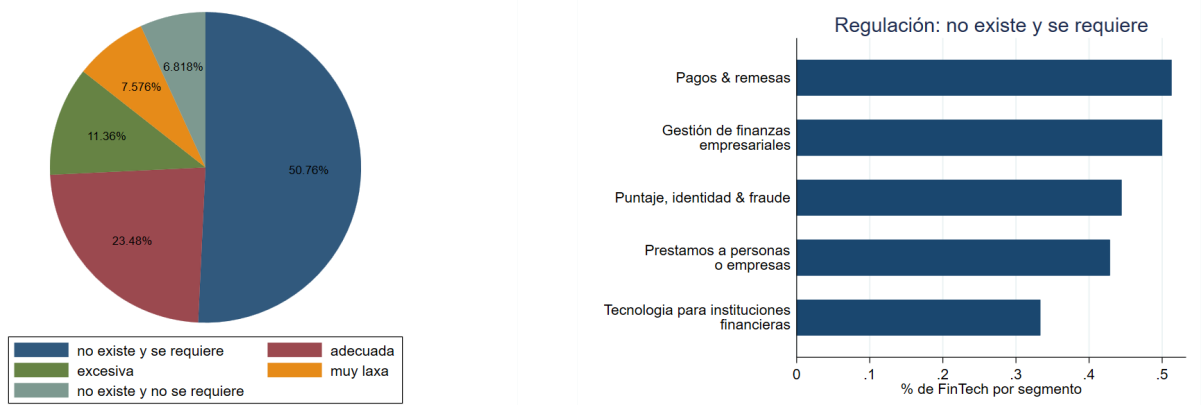 6.818%
7.576%
11.36%
50.76%
23.48%
no existe y se requiere
adecuada
excesiva
muy laxa
no existe y no se requiere
Regulación: no existe y se requiere
Pagos & remesas
Gestión de finanzas
empresariales
Puntaje, identidad & fraude
Prestamos a personas
o empresas
Tecnologia para instituciones
financieras
0
.1
.2
.3
.4
.5
% de FinTech por segmento